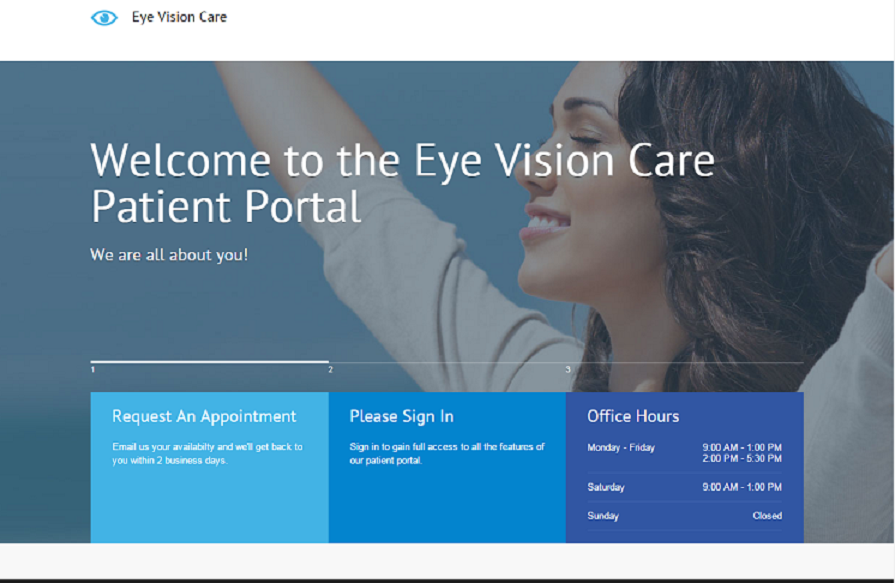 Eye Vision Care
Welcome to the Eye Vision Care
Patient Portal
We are all about you!
1 2 3
Request An Appointment
Email us your availabilty and we'll get back to
you within 2 business days.
Please Sign In
Sign in to gain full access to all the features of
our patient portal.
Office Hours
Monday - Friday 9:00 AM - 1:00 PM
2:00 PM - 5:30 PM
Saturday 9:00 AM - 1:00 PM
Sunday Closed